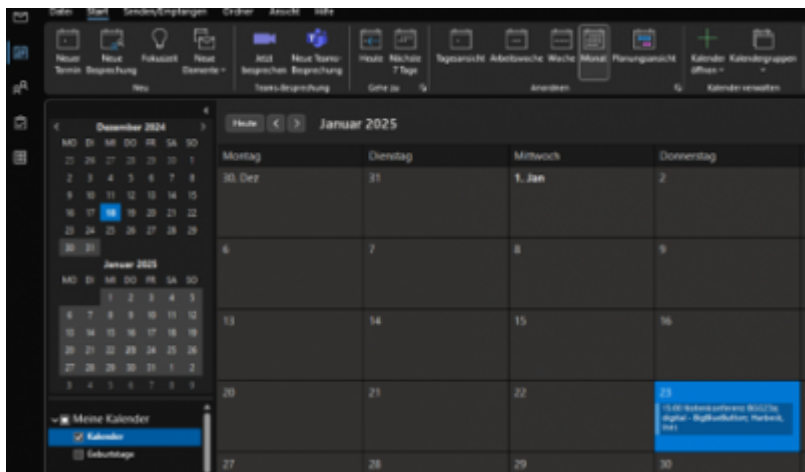 Datei Start Senden/Empfangen Ordner Ansicht Hilfe
Neuer Termin
Neue Besprechung
Fokuszeit
Neue Elemente
Jetzt besprechen
Neue Teams-Besprechung
Heute
Nächste 7 Tage
Tagesansicht Arbeitswoche Woche Monat Planungsansicht
Kalender öffnen
Kalendergruppen
Neu
Teams-Besprechung
Gehe zu
Anordnen
Kalender verwalten
Dezember 2024
MO DI MI DO FR SA SO
25 26 27 28 29 30 1
2 3 4 5 6 7 8
9 10 11 12 13 14 15
16 17 18 19 20 21 22
23 24 25 26 27 28 29
30 31
Januar 2025
MO DI MI DO FR SA SO
1 2 3 4 5
6 7 8 9 10 11 12
13 14 15 16 17 18 19
20 21 22 23 24 25 26
27 28 29 30 31 1 2
3 4 5 6 7 8 9
Meine Kalender
Kalender
Geburtstage
Heute
Januar 2025
Montag Dienstag Mittwoch Donnerstag
30. Dez 31 1. Jan 2
6 7 8 9
13 14 15 16
20 21 22 23
15:00 Notenkonferenz
digital - BigBlueButton; Harbeck,
27 28 29 30